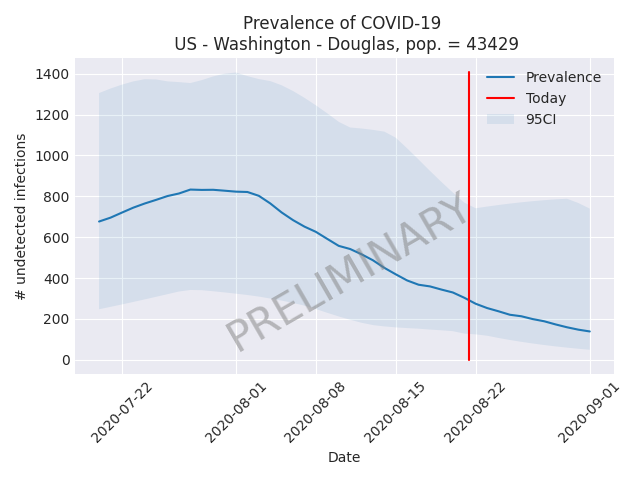 Prevalence of COVID-19
US - Washington - Douglas, pop. = 43429
1400
1200
1000
800
600
400
200
0
# undetected infections
Prevalence
Today
95CI
PRELIMINARY
2020-07-22
2020-08-01
2020-08-08
2020-08-15
2020-08-22
2020-09-01
Date